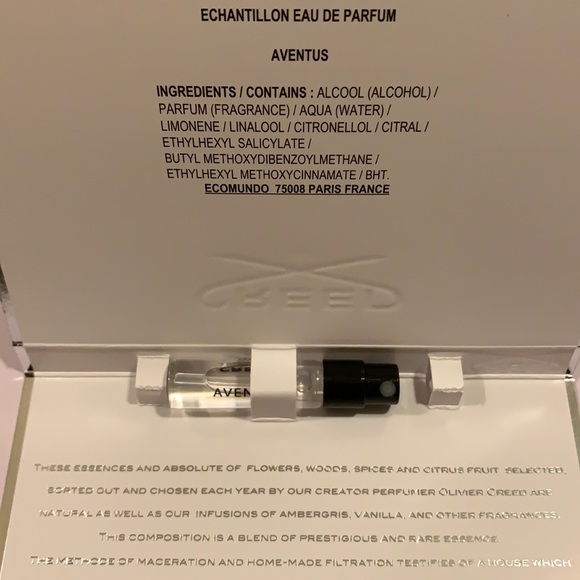 ECHANTILLON EAU DE PARFUM
AVENTUS
INGREDIENTS / CONTAINS : ALCOOL (ALCOHOL) /
PARFUM (FRAGRANCE) / AQUA (WATER) /
LIMONENE / LINALOOL / CITRONELLOL / CITRAL /
ETHYLHEXYL SALICYLATE /
BUTYL METHOXYDIBENZOYLMETHANE /
ETHYLHEXYL METHOXYCINNAMATE / BHT.
ECOMUNDO 75008 PARIS FRANCE
CREED
AVEN
THESE ESSENCES AND ABSOLUTE OF FLOWERS, WOODS, SPICES AND CITRUS FRUIT SELECTED,
SORTED OUT AND CHOSEN EACH YEAR BY OUR CREATOR PERFUMER OLIVIER CREED ARE
NATURAL AS WELL AS OUR INFUSIONS OF AMBERGRIS, VANILLA, AND OTHER FRAGRANCES.
THIS COMPOSITION IS A BLEND OF PRESTIGIOUS AND RARE ESSENCE
THE METHODE OF MACERATION AND HOME-MADE FILTRATION TESTIFIES OF A HOUSE WHICH